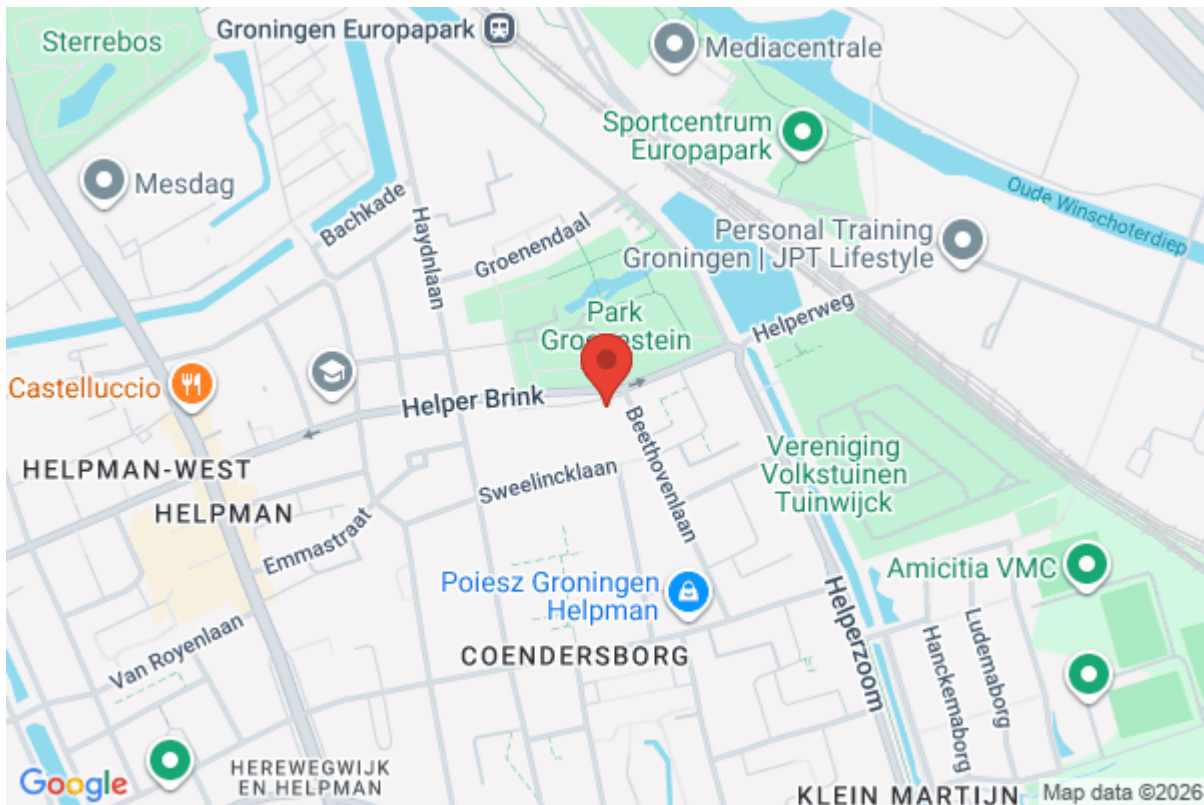 Sterrebos
Groningen Europapark
Mediacentrale
Sportcentrum
Europapark
Mesdag
Bachkade
Haydnlaan
Groenendaal
Oude Winschoterdiep
Personal Training
Groningen | JPT Lifestyle
Park
Helperweg
Castelluccio
Helper Brink
Beethovenlaan
HELPMAN-WEST
HELPMAN
Sweelincklaan
Vereniging
Volkstuinen
Tuinwijck
Emmastraat
Amicitia VMC
Poiesz Groningen
Helpman
Van Royenlaan
COENDERSBORG
Helperzoom
Hanckemaborg
Ludemaborg
HEREWEGWIJK
EN HELPMAN
Google
KLEIN MARTIJN
Map data ©2026